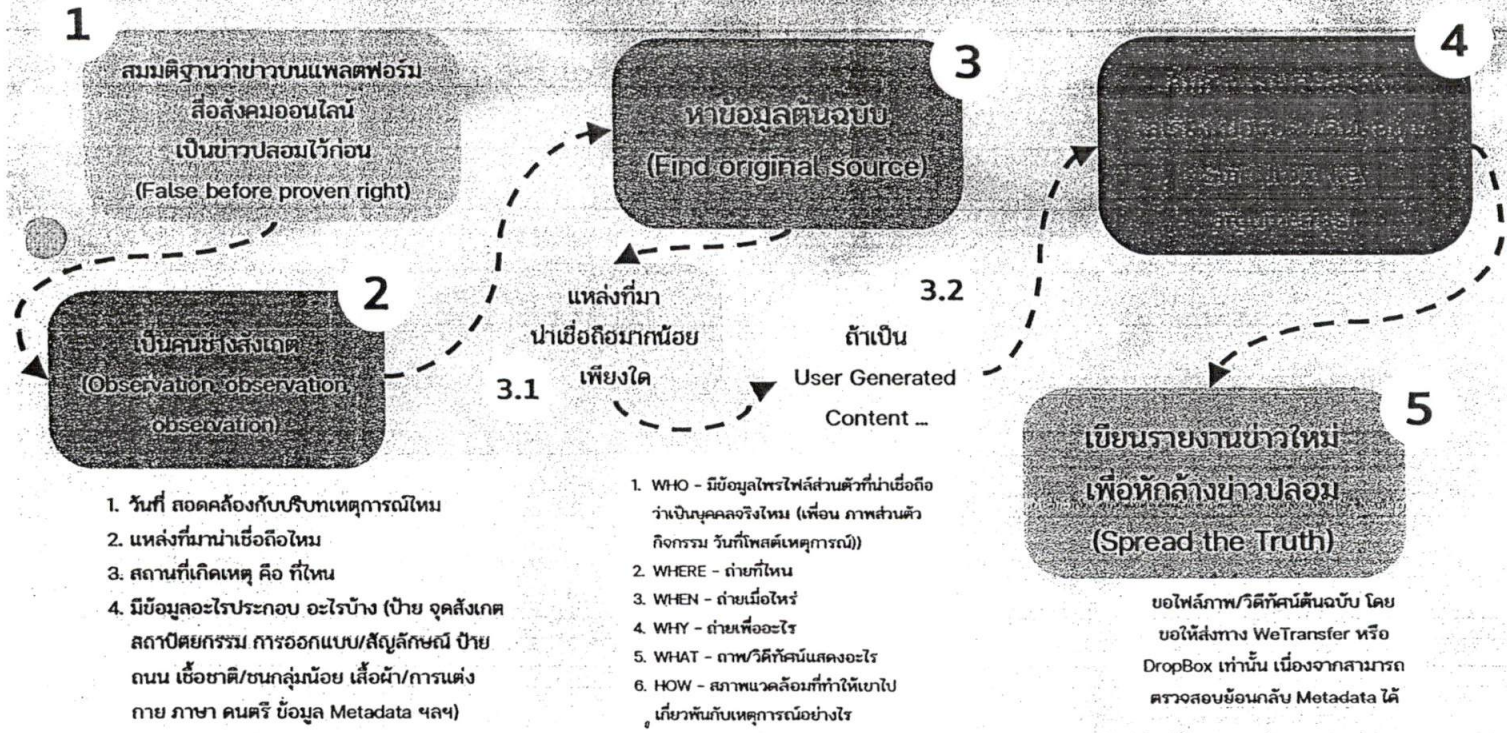 1
สมมติฐานว่าข่าวบนแพลตฟอร์ม
สื่อสังคมออนไลน์
เป็นข่าวปลอมไว้ก่อน
(False before proven right)
2
เป็นคนช่างสังเกต
(Observation, observation,
observation)
1. วันที่ สอดคล้องกับบริบทเหตุการณ์ไหม
2. แหล่งที่มาน่าเชื่อถือไหม
3. สถานที่เกิดเหตุ คือ ที่ไหน
4. มีข้อมูลอะไรประกอบ อะไรบ้าง (ป้าย จุดสังเกต
สถาปัตยกรรม การออกแบบ/สัญลักษณ์ ป้าย
ถนน เชื้อชาติ/ชนกลุ่มน้อย เสื้อผ้า/การแต่ง
กาย ภาษา ดนตรี ข้อมูล Metadata ฯลฯ)
3
หาข้อมูลต้นฉบับ
(Find original source)
3.1
แหล่งที่มา
น่าเชื่อถือมากน้อย
เพียงใด
3.2
ถ้าเป็น
User Generated
Content ...
1. WHO - มีข้อมูลไพรไฟล์ส่วนตัวที่น่าเชื่อถือ
ว่าเป็นบุคคลจริงไหม (เพื่อน ภาพส่วนตัว
กิจกรรม วันที่โพสต์เหตุการณ์))
2. WHERE - ถ่ายที่ไหน
3. WHEN - ถ่ายเมื่อไหร่
4. WHY - ถ่ายเพื่ออะไร
5. WHAT - ภาพ/วิดีทัศน์แสดงอะไร
6. HOW - สภาพแวดล้อมที่ทำให้เขาไป
เกี่ยวพันกับเหตุการณ์อย่างไร
4
5
เขียนรายงานข่าวใหม่
เพื่อหักล้างข่าวปลอม
(Spread the Truth)
ขอไฟล์ภาพ/วิดีทัศน์ต้นฉบับ โดย
ขอให้ส่งทาง WeTransfer หรือ
DropBox เท่านั้น เนื่องจากสามารถ
ตรวจสอบย้อนกลับ Metadata ได้